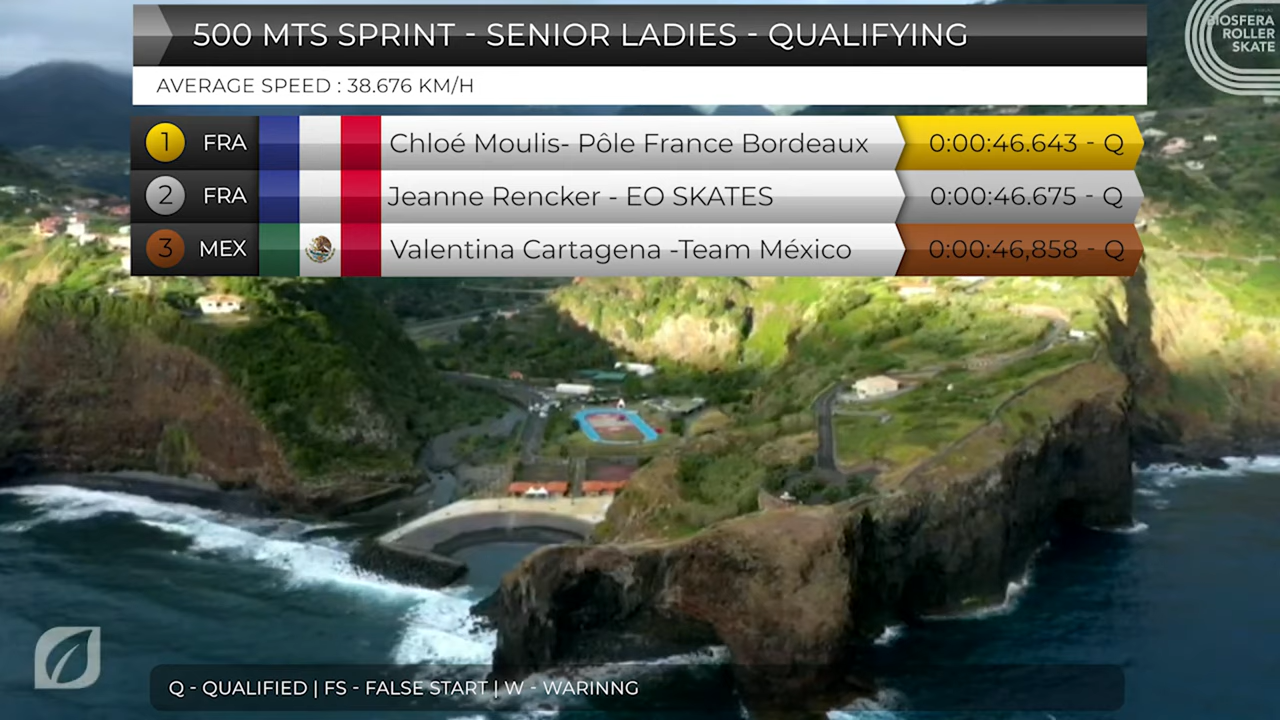 500 MTS SPRINT - SENIOR LADIES - QUALIFYING
BIOSFERA
ROLLER
SKATE
AVERAGE SPEED : 38.676 KM/H
1 FRA Chloé Moulis- Pôle France Bordeaux 0:00:46.643 - Q
2 FRA Jeanne Rencker - EO SKATES 0:00:46.675 - Q
3 MEX Valentina Cartagena -Team México 0:00:46,858 - Q
Q - QUALIFIED | FS - FALSE START | W - WARINNG